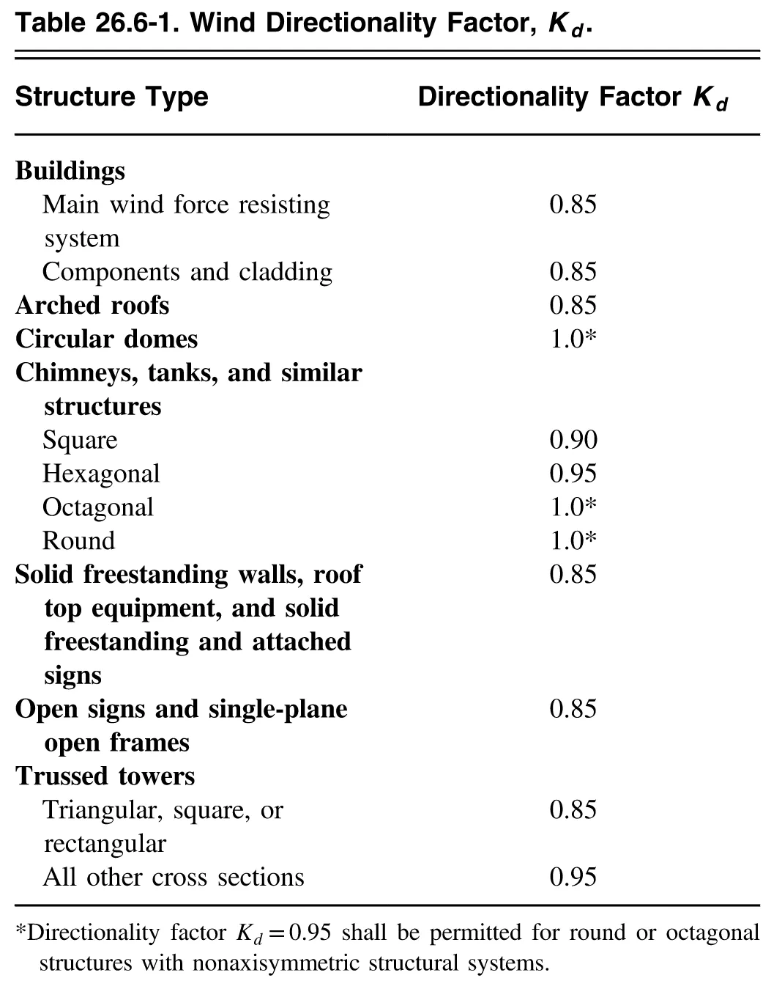 Table 26.6-1. Wind Directionality Factor, K d.
Structure Type Directionality Factor K d
Buildings
Main wind force resisting 0.85
system
Components and cladding 0.85
Arched roofs 0.85
Circular domes 1.0*
Chimneys, tanks, and similar
structures
Square 0.90
Hexagonal 0.95
Octagonal 1.0*
Round 1.0*
Solid freestanding walls, roof 0.85
top equipment, and solid
freestanding and attached
signs
Open signs and single-plane 0.85
open frames
Trussed towers
Triangular, square, or 0.85
rectangular
All other cross sections 0.95
*Directionality factor K d = 0.95 shall be permitted for round or octagonal
structures with nonaxisymmetric structural systems.